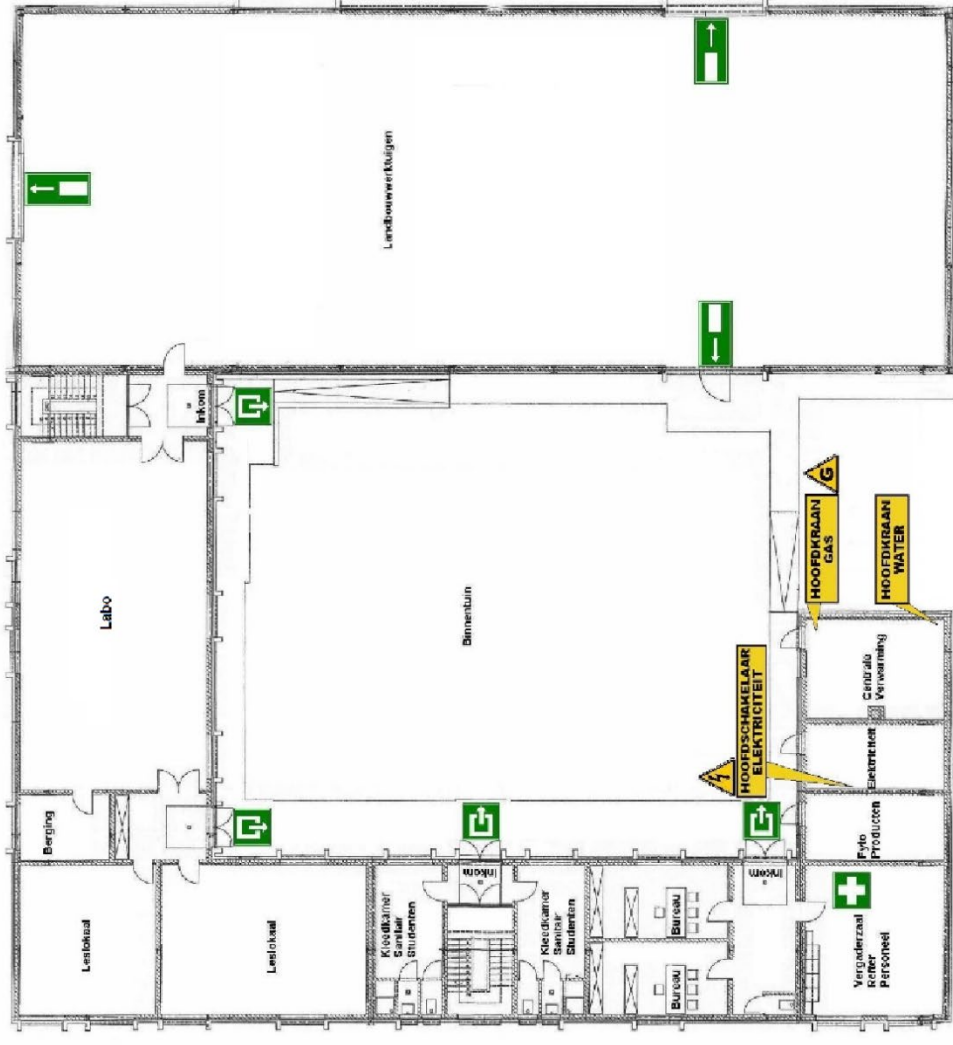 Landbouwwerktuigen
Inkom
Labo
Binnentuin
HOOFDKRAAN
GAS
G
HOOFDKRAAN
WATER
HOOFDSCHAKELAAR
ELEKTRICITEIT
Centrale
Verwarming
Elektriciteit
Fyto
Producten
Berging
Leslokaal
Leslokaal
Kleedkamer
Sanitair
Studenten
Inkom
Kleedkamer
Sanitair
Studenten
Bureau
Bureau
Inkom
Vergaderzaal
Refter
Personeel